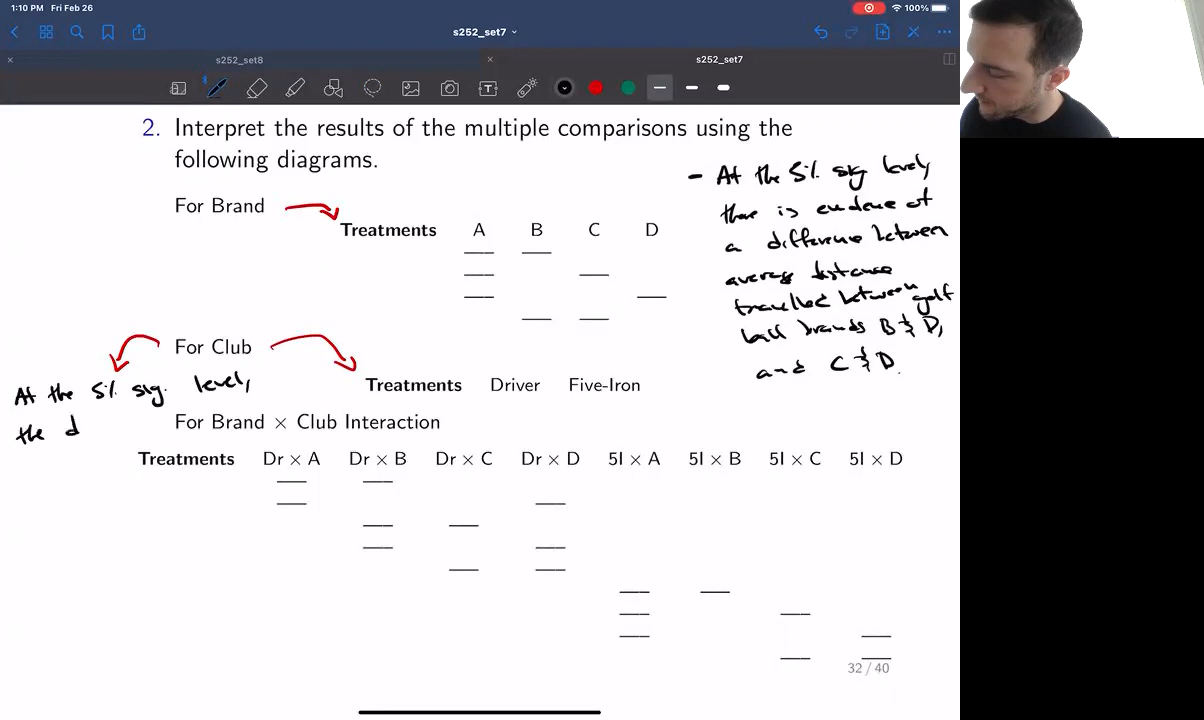 1:10 PM Fri Feb 26
100%
s252_set7
s252_set8
s252_set7
2. Interpret the results of the multiple comparisons using the
following diagrams.
For Brand
Treatments A B C D
- At the 5% sig level,
there is evidence of
a difference between
average distance
travelled between golf
ball brands B & D,
and C & D.
For Club
Treatments Driver Five-Iron
At the 5% sig. level,
the d
For Brand × Club Interaction
Treatments Dr × A Dr × B Dr × C Dr × D 5I × A 5I × B 5I × C 5I × D
32 / 40